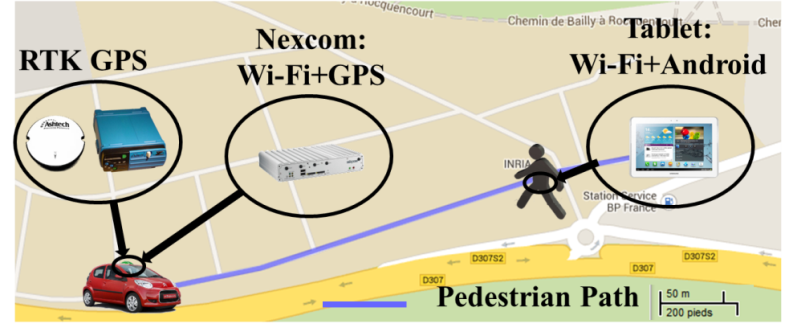 Rocquencourt
Chemin de Bailly à
Tablet:
Wi-Fi+Android
Nexcom:
Wi-Fi+GPS
RTK GPS
Ashtech
INRIA
Station Service
BP France
D307S2
D307S2
D307
D307
Pedestrian Path
50 m
200 pieds